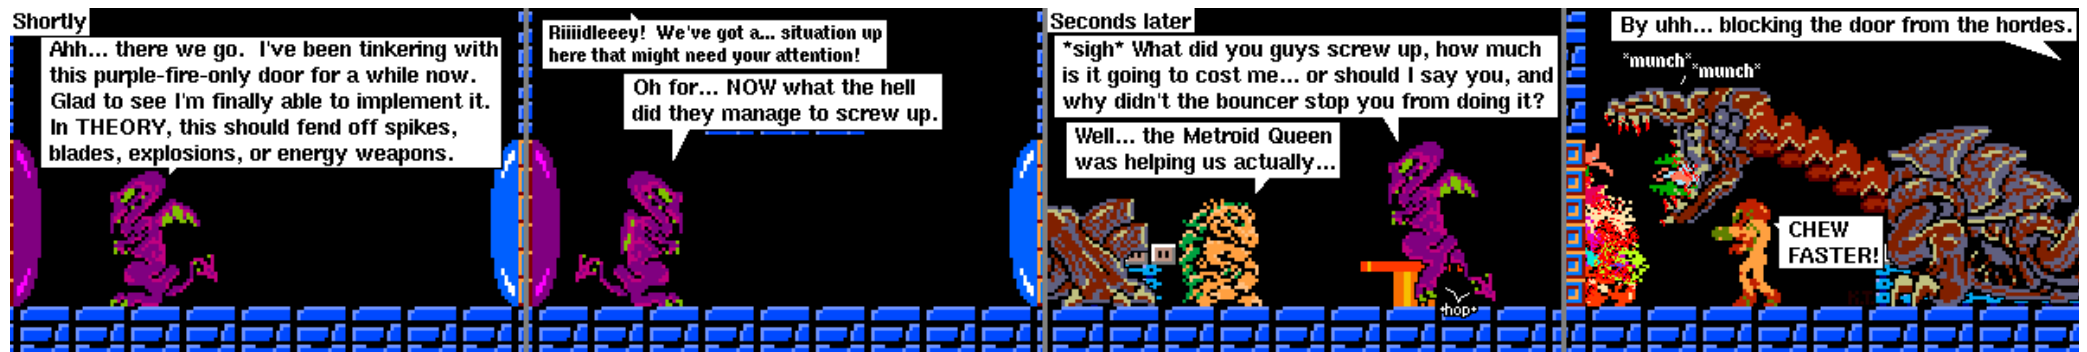 Shortly
Ahh... there we go. I've been tinkering with
this purple-fire-only door for a while now.
Glad to see I'm finally able to implement it.
In THEORY, this should fend off spikes,
blades, explosions, or energy weapons.
Riiiidleeey! We've got a... situation up
here that might need your attention!
Oh for... NOW what the hell
did they manage to screw up.
Seconds later
*sigh* What did you guys screw up, how much
is it going to cost me... or should I say you, and
why didn't the bouncer stop you from doing it?
Well... the Metroid Queen
was helping us actually...
*hop*
By uhh... blocking the door from the hordes.
*munch*
*munch*
CHEW
FASTER!